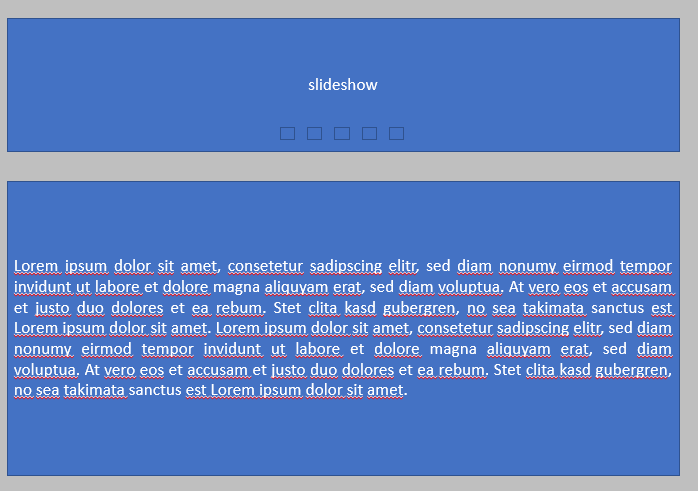 slideshow
Lorem ipsum dolor sit amet, consetetur sadipscing elitr, sed diam nonumy eirmod tempor
invidunt ut labore et dolore magna aliquyam erat, sed diam voluptua. At vero eos et accusam
et justo duo dolores et ea rebum. Stet clita kasd gubergren, no sea takimata sanctus est
Lorem ipsum dolor sit amet. Lorem ipsum dolor sit amet, consetetur sadipscing elitr, sed diam
nonumy eirmod tempor invidunt ut labore et dolore magna aliquyam erat, sed diam
voluptua. At vero eos et accusam et justo duo dolores et ea rebum. Stet clita kasd gubergren,
no sea takimata sanctus est Lorem ipsum dolor sit amet.